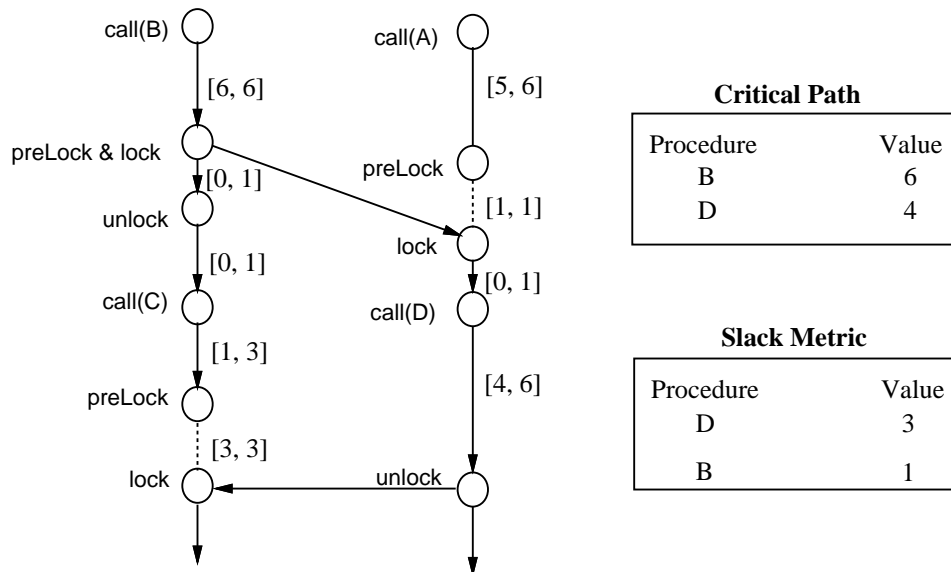 call(B)
call(A)
[6, 6]
[5, 6]
preLock & lock
preLock
[0, 1]
[1, 1]
unlock
lock
[0, 1]
[0, 1]
call(C)
call(D)
[1, 3]
[4, 6]
preLock
[3, 3]
lock
unlock
Critical Path
Procedure Value
B 6
D 4
Slack Metric
Procedure Value
D 3
B 1